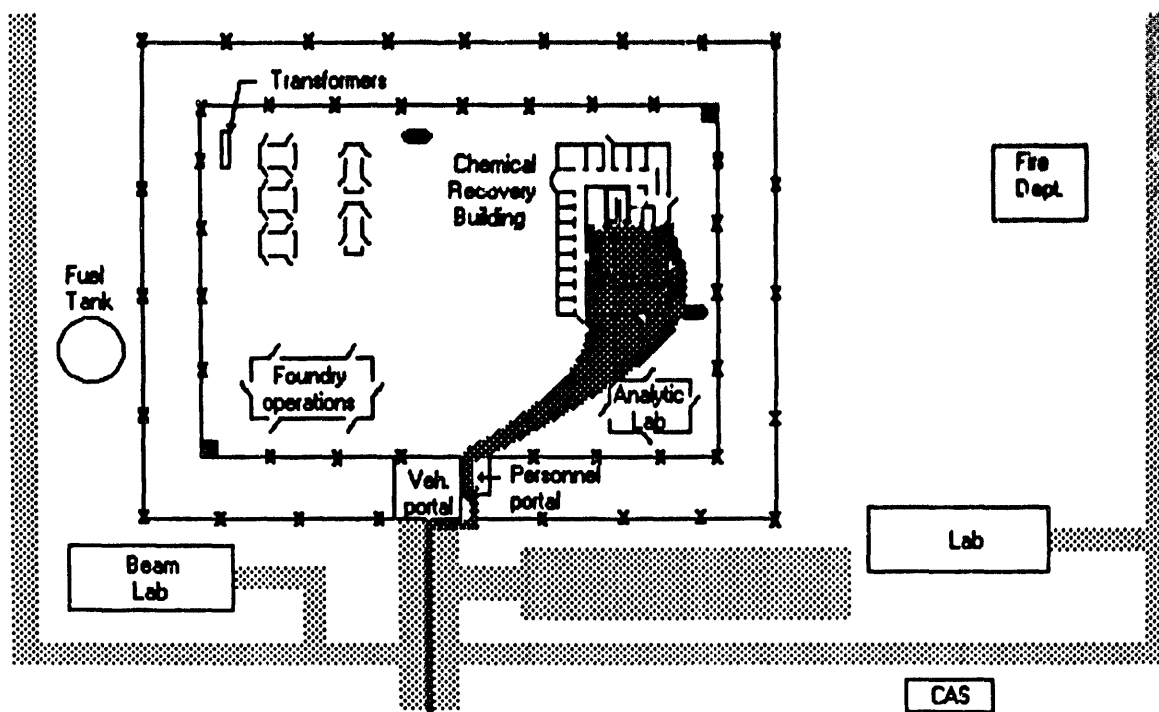 Transformers
Chemical
Recovery
Building
Fire
Dept.
Fuel
Tank
Foundry
operations
Analytic
Lab
Veh.
portal
Personnel
portal
Beam
Lab
Lab
CAS